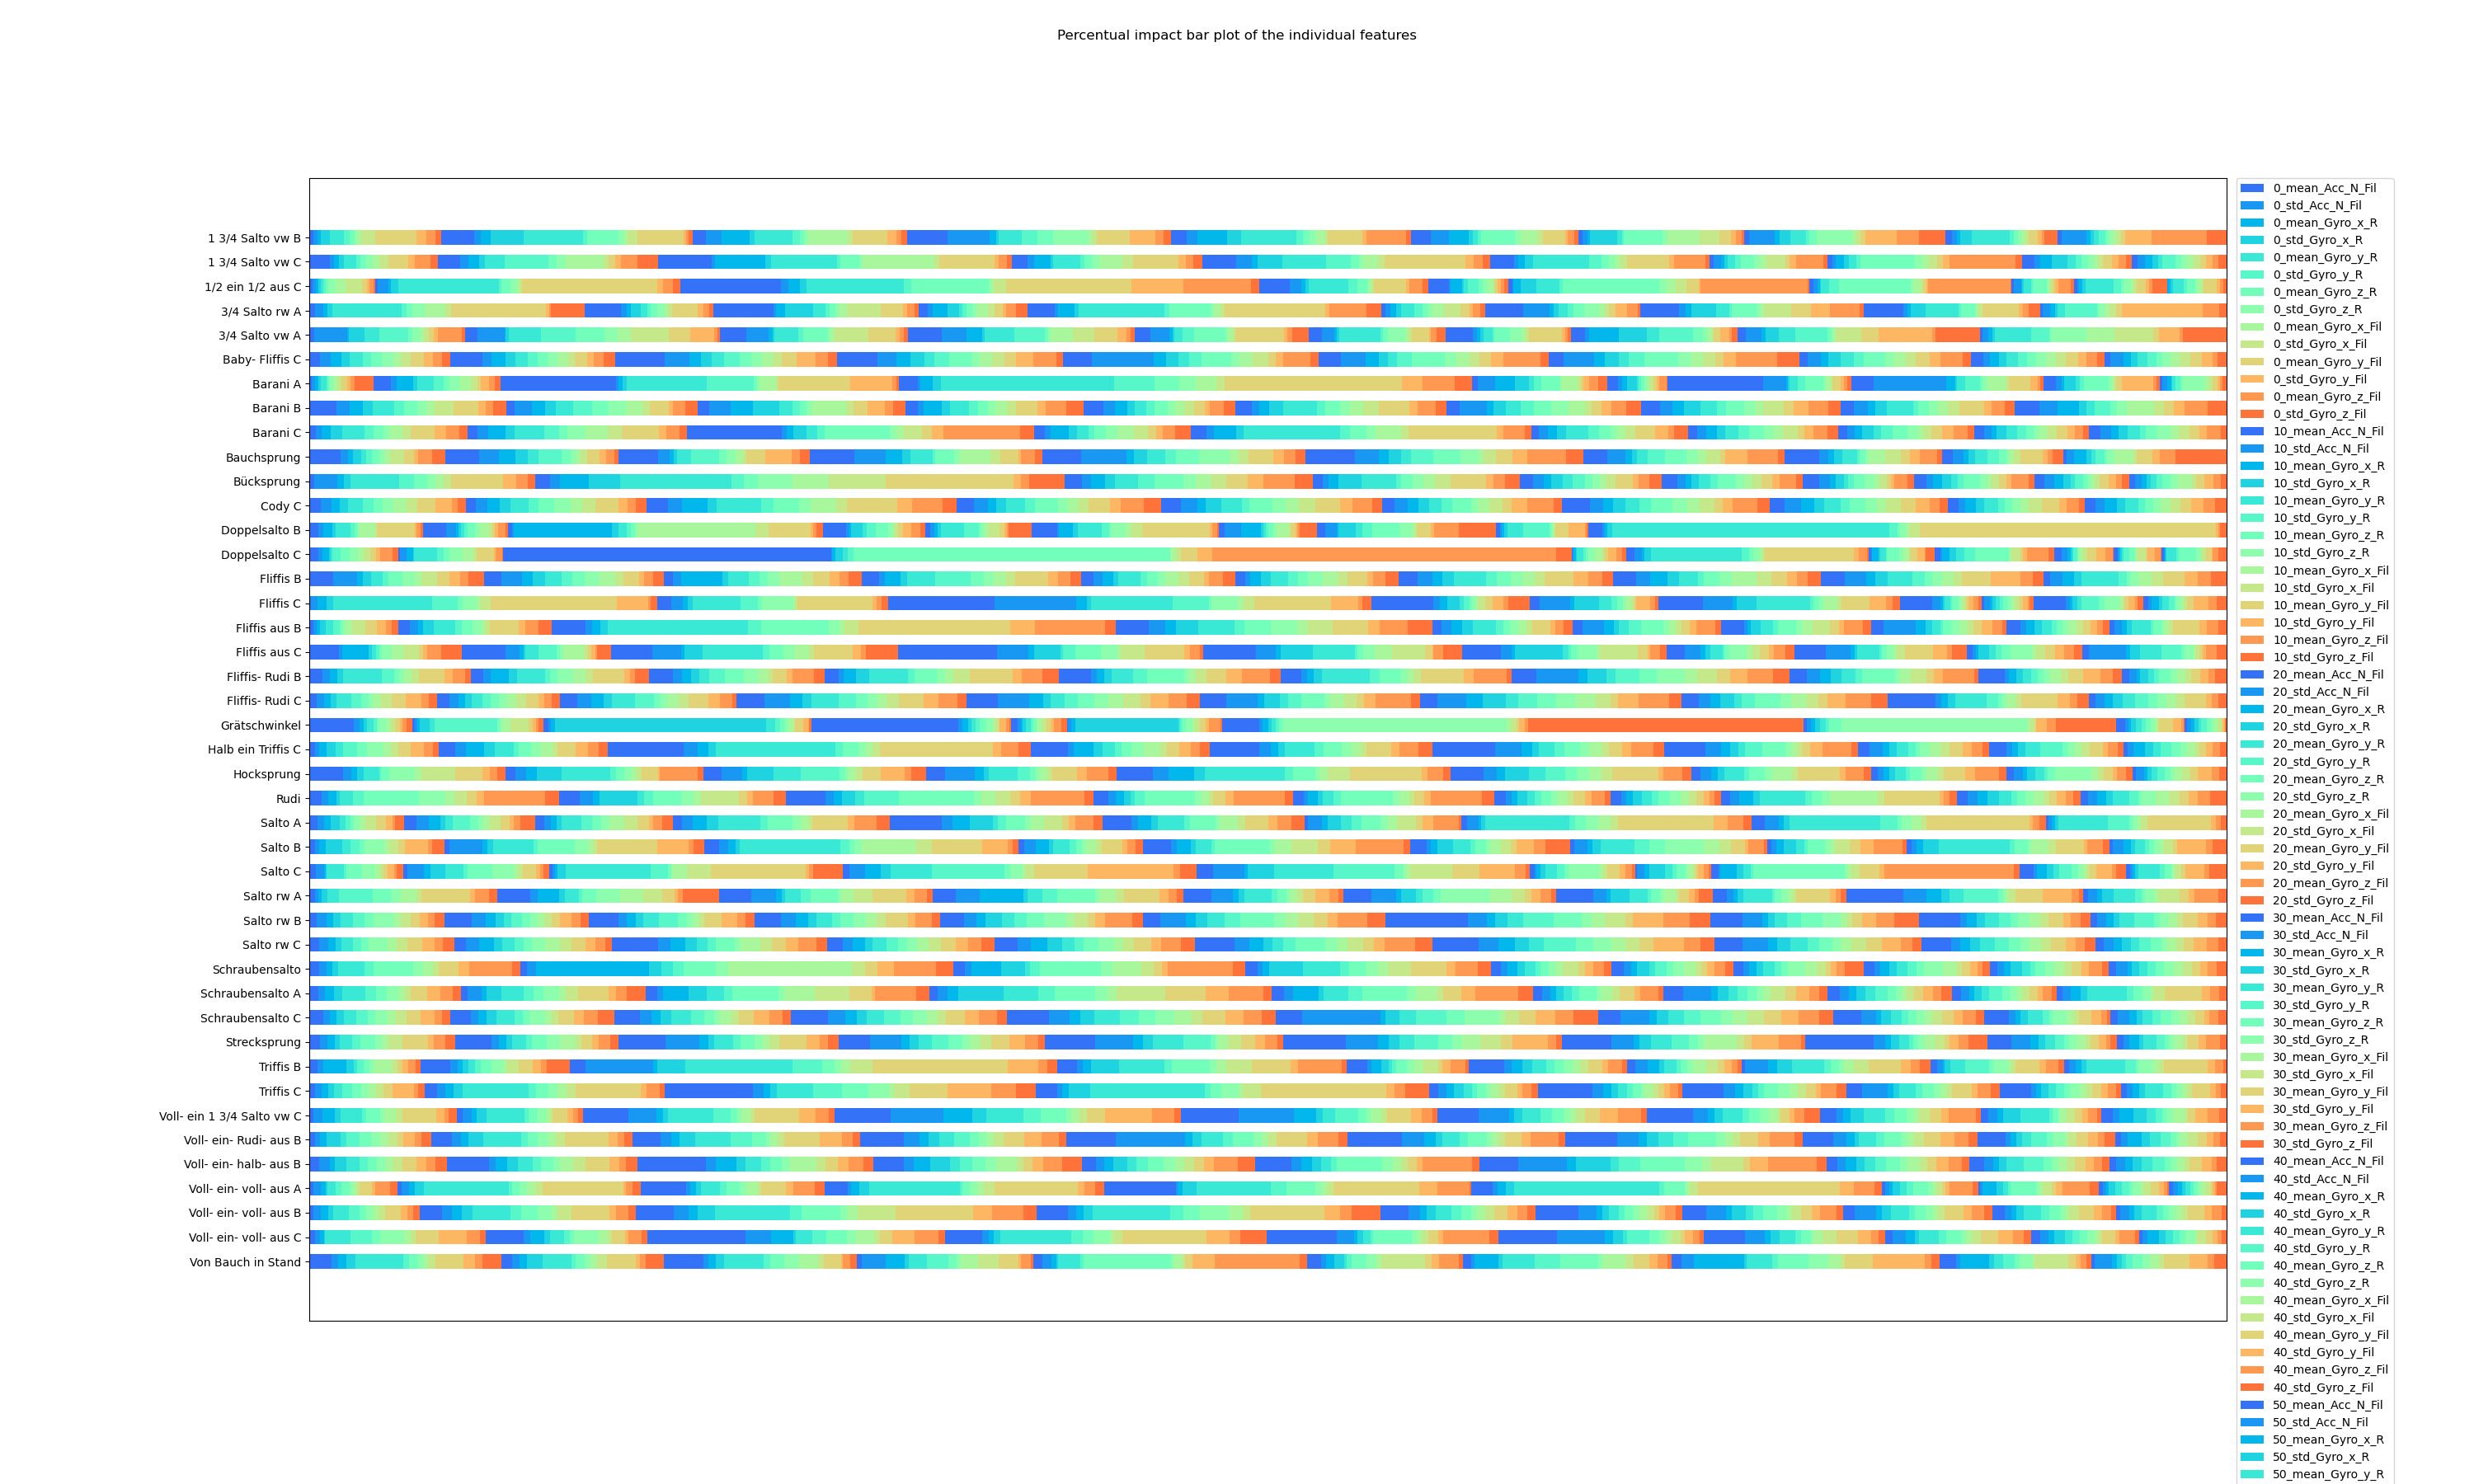 Percentual impact bar plot of the individual features
1 3/4 Salto vw B
1 3/4 Salto vw C
1/2 ein 1/2 aus C
3/4 Salto rw A
3/4 Salto vw A
Baby- Fliffis C
Barani A
Barani B
Barani C
Bauchsprung
Bücksprung
Cody C
Doppelsalto B
Doppelsalto C
Fliffis B
Fliffis C
Fliffis aus B
Fliffis aus C
Fliffis- Rudi B
Fliffis- Rudi C
Grätschwinkel
Halb ein Triffis C
Hocksprung
Rudi
Salto A
Salto B
Salto C
Salto rw A
Salto rw B
Salto rw C
Schraubensalto
Schraubensalto A
Schraubensalto C
Strecksprung
Triffis B
Triffis C
Voll- ein 1 3/4 Salto vw C
Voll- ein- Rudi- aus B
Voll- ein- halb- aus B
Voll- ein- voll- aus A
Voll- ein- voll- aus B
Voll- ein- voll- aus C
Von Bauch in Stand
0_mean_Acc_N_Fil
0_std_Acc_N_Fil
0_mean_Gyro_x_R
0_std_Gyro_x_R
0_mean_Gyro_y_R
0_std_Gyro_y_R
0_mean_Gyro_z_R
0_std_Gyro_z_R
0_mean_Gyro_x_Fil
0_std_Gyro_x_Fil
0_mean_Gyro_y_Fil
0_std_Gyro_y_Fil
0_mean_Gyro_z_Fil
0_std_Gyro_z_Fil
10_mean_Acc_N_Fil
10_std_Acc_N_Fil
10_mean_Gyro_x_R
10_std_Gyro_x_R
10_mean_Gyro_y_R
10_std_Gyro_y_R
10_mean_Gyro_z_R
10_std_Gyro_z_R
10_mean_Gyro_x_Fil
10_std_Gyro_x_Fil
10_mean_Gyro_y_Fil
10_std_Gyro_y_Fil
10_mean_Gyro_z_Fil
10_std_Gyro_z_Fil
20_mean_Acc_N_Fil
20_std_Acc_N_Fil
20_mean_Gyro_x_R
20_std_Gyro_x_R
20_mean_Gyro_y_R
20_std_Gyro_y_R
20_mean_Gyro_z_R
20_std_Gyro_z_R
20_mean_Gyro_x_Fil
20_std_Gyro_x_Fil
20_mean_Gyro_y_Fil
20_std_Gyro_y_Fil
20_mean_Gyro_z_Fil
20_std_Gyro_z_Fil
30_mean_Acc_N_Fil
30_std_Acc_N_Fil
30_mean_Gyro_x_R
30_std_Gyro_x_R
30_mean_Gyro_y_R
30_std_Gyro_y_R
30_mean_Gyro_z_R
30_std_Gyro_z_R
30_mean_Gyro_x_Fil
30_std_Gyro_x_Fil
30_mean_Gyro_y_Fil
30_std_Gyro_y_Fil
30_mean_Gyro_z_Fil
30_std_Gyro_z_Fil
40_mean_Acc_N_Fil
40_std_Acc_N_Fil
40_mean_Gyro_x_R
40_std_Gyro_x_R
40_mean_Gyro_y_R
40_std_Gyro_y_R
40_mean_Gyro_z_R
40_std_Gyro_z_R
40_mean_Gyro_x_Fil
40_std_Gyro_x_Fil
40_mean_Gyro_y_Fil
40_std_Gyro_y_Fil
40_mean_Gyro_z_Fil
40_std_Gyro_z_Fil
50_mean_Acc_N_Fil
50_std_Acc_N_Fil
50_mean_Gyro_x_R
50_std_Gyro_x_R
50_mean_Gyro_y_R